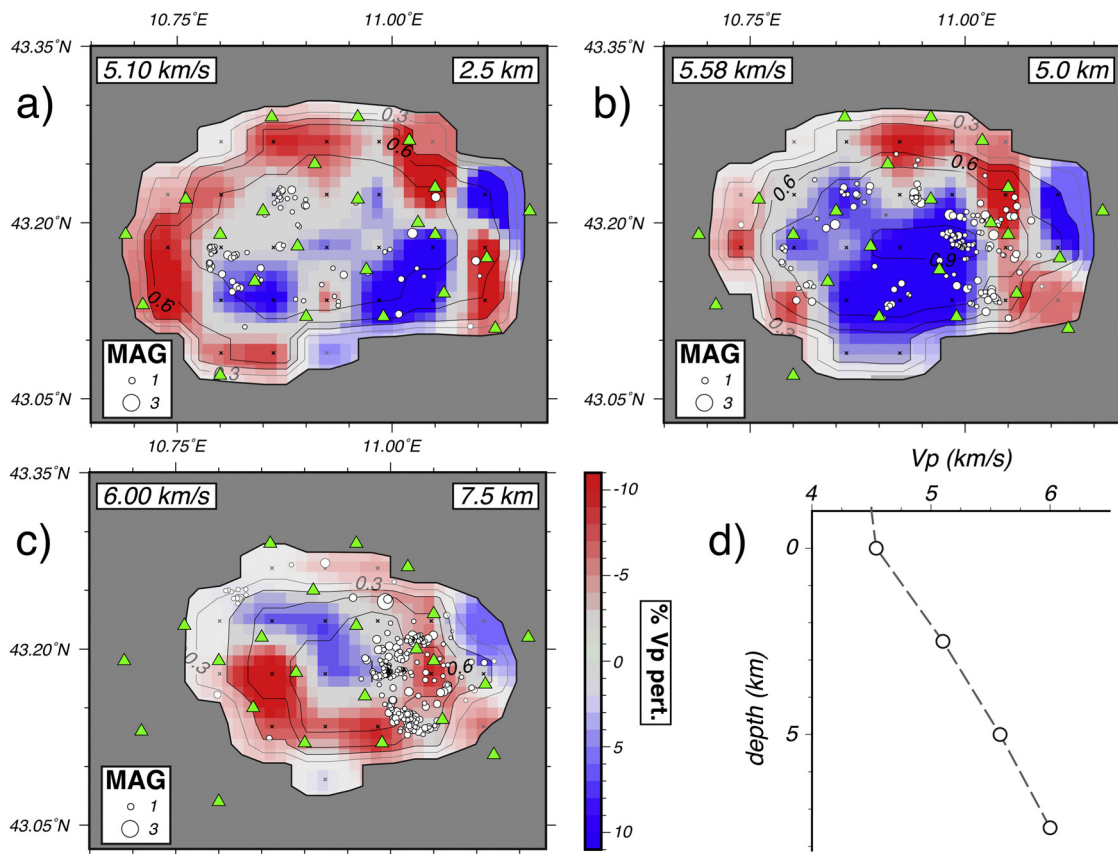 10.75°E 11.00°E 10.75°E 11.00°E
43.35°N 43.35°N
a) 5.10 km/s 2.5 km b) 5.58 km/s 5.0 km
0.3 0.3
0.6 0.6
0.6
43.20°N 43.20°N
0.9
0.6
0.3
0.3
MAG MAG
1 1
3 3
43.05°N 43.05°N
10.75°E 11.00°E Vp (km/s)
43.35°N 4 5 6
c) 6.00 km/s 7.5 km d)
-10
0
0.3
-5
43.20°N
0.3 0.6
0
% Vp pert.
depth (km)
5
5
MAG
1
3
10
43.05°N